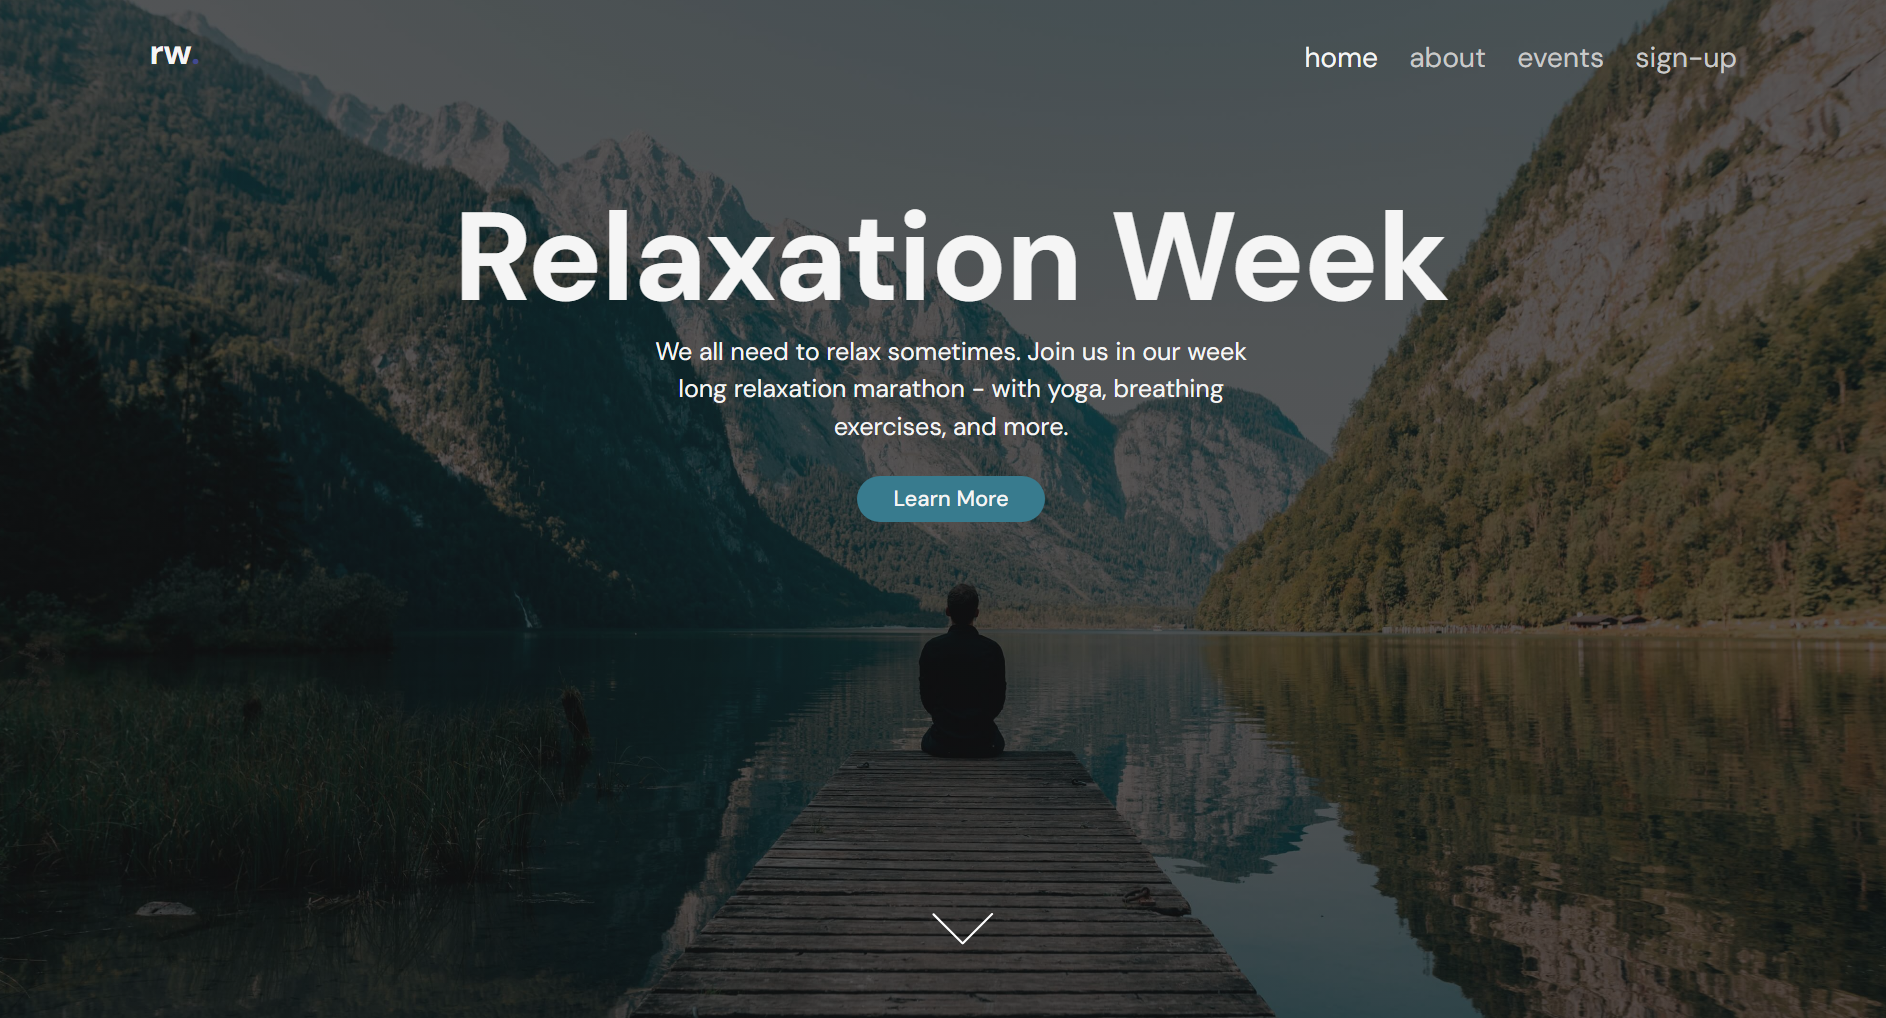 rw.
home about events sign-up
Relaxation Week
We all need to relax sometimes. Join us in our week
long relaxation marathon - with yoga, breathing
exercises, and more.
Learn More